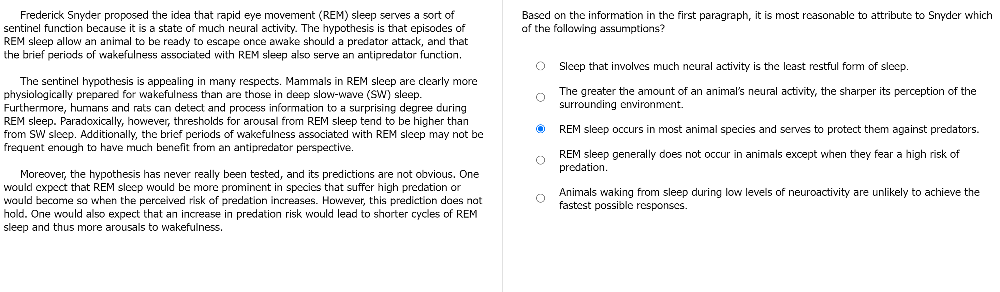 Frederick Snyder proposed the idea that rapid eye movement (REM) sleep serves a sort of
sentinel function because it is a state of much neural activity. The hypothesis is that episodes of
REM sleep allow an animal to be ready to escape once awake should a predator attack, and that
the brief periods of wakefulness associated with REM sleep also serve an antipredator function.
The sentinel hypothesis is appealing in many respects. Mammals in REM sleep are clearly more
physiologically prepared for wakefulness than are those in deep slow-wave (SW) sleep.
Furthermore, humans and rats can detect and process information to a surprising degree during
REM sleep. Paradoxically, however, thresholds for arousal from REM sleep tend to be higher than
from SW sleep. Additionally, the brief periods of wakefulness associated with REM sleep may not be
frequent enough to have much benefit from an antipredator perspective.
Moreover, the hypothesis has never really been tested, and its predictions are not obvious. One
would expect that REM sleep would be more prominent in species that suffer high predation or
would become so when the perceived risk of predation increases. However, this prediction does not
hold. One would also expect that an increase in predation risk would lead to shorter cycles of REM
sleep and thus more arousals to wakefulness.
Based on the information in the first paragraph, it is most reasonable to attribute to Snyder which
of the following assumptions?
Sleep that involves much neural activity is the least restful form of sleep.
The greater the amount of an animal’s neural activity, the sharper its perception of the
surrounding environment.
REM sleep occurs in most animal species and serves to protect them against predators.
REM sleep generally does not occur in animals except when they fear a high risk of
predation.
Animals waking from sleep during low levels of neuroactivity are unlikely to achieve the
fastest possible responses.